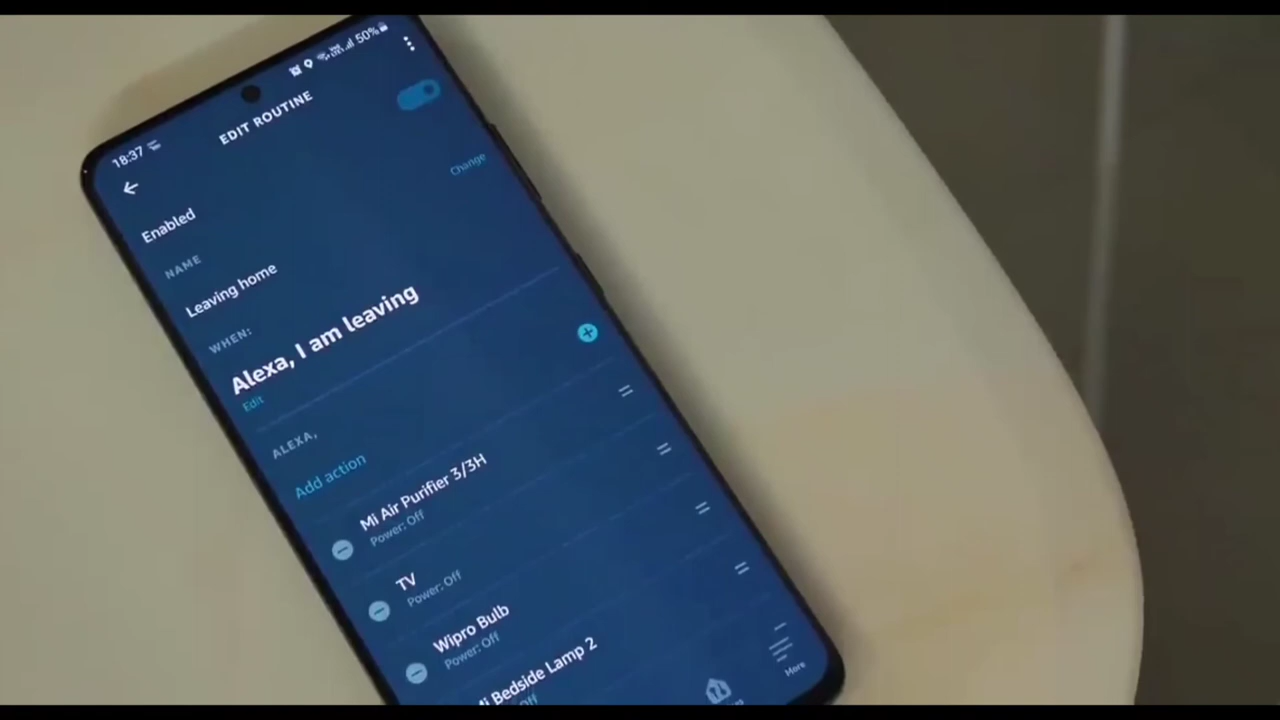 18:37
50%
EDIT ROUTINE
Enabled
NAME
Change
Leaving home
WHEN:
Alexa, I am leaving
Edit
ALEXA,
Add action
Mi Air Purifier 3/3H
Power: Off
TV
Power: Off
Wipro Bulb
Power: Off
Bedside Lamp 2
Off
More